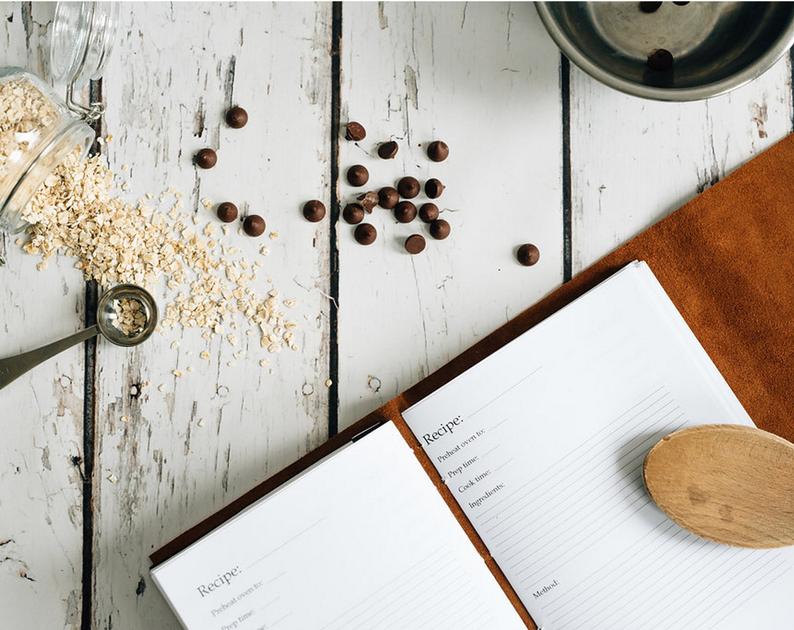 Recipe:
Preheat oven to:
Prep time:
Recipe:
Preheat oven to:
Prep time:
Cook time:
Ingredients:
Method: